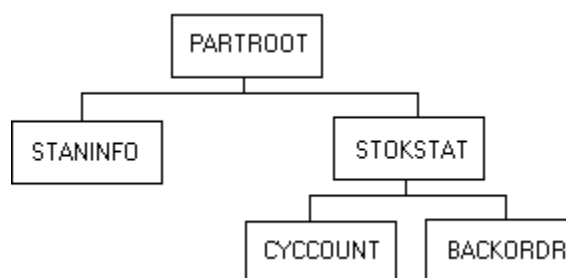 PARTROOT
STANINFO
STOKSTAT
CYCCOUNT
BACKORDR